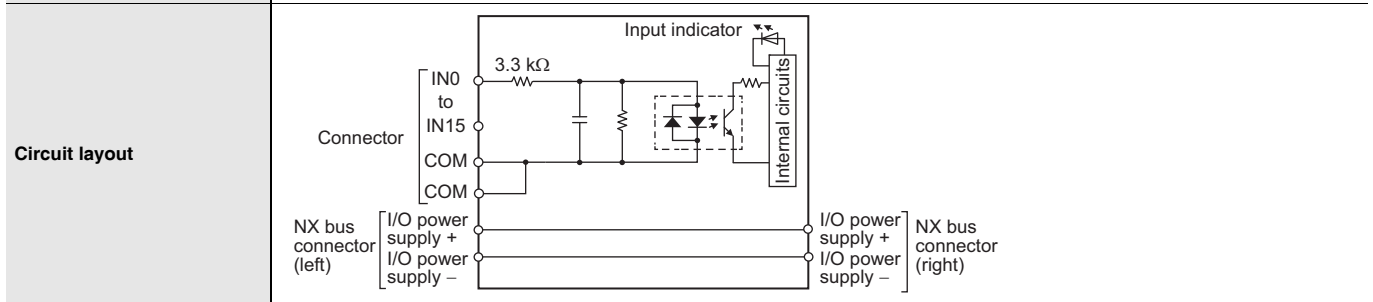 Circuit layout
Input indicator
3.3 kΩ
IN0
to
IN15
COM
COM
Connector
Internal circuits
NX bus
connector
(left)
I/O power
supply +
I/O power
supply −
I/O power
supply +
I/O power
supply −
NX bus
connector
(right)